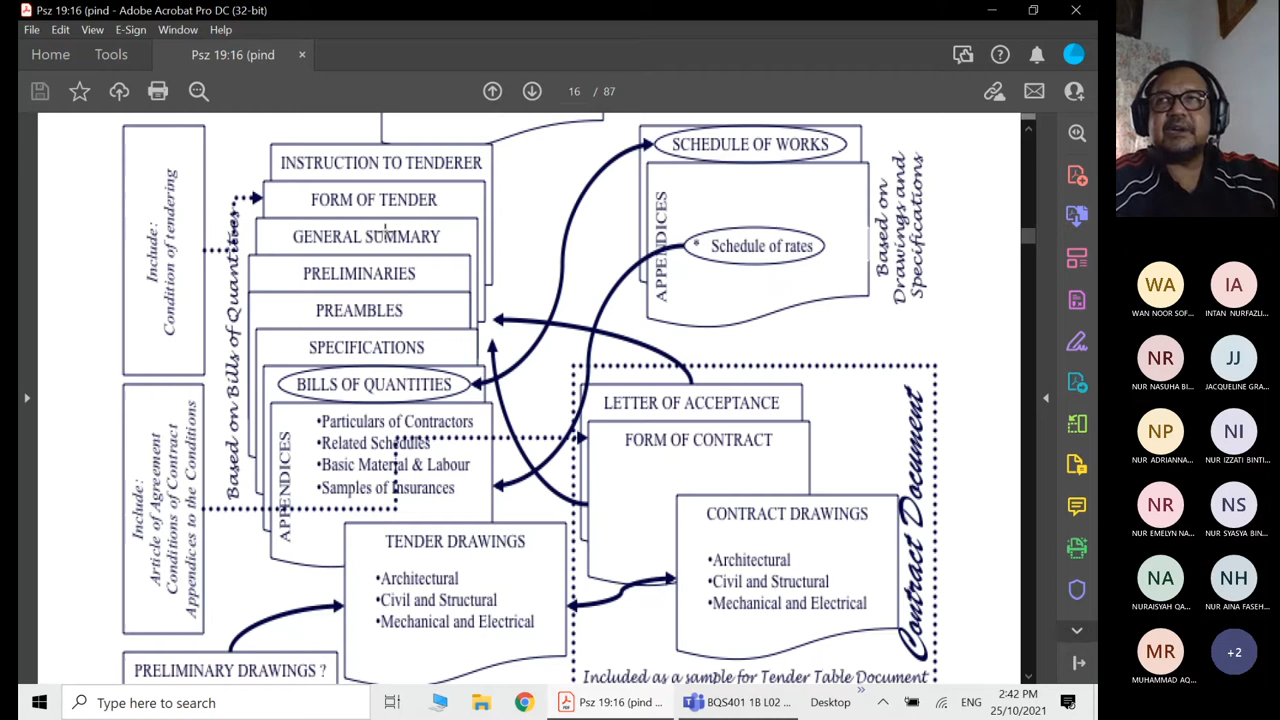 Psz 19:16 (pind - Adobe Acrobat Pro DC (32-bit)
File Edit View E-Sign Window Help
Home Tools Psz 19:16 (pind ×
16 / 87
Include:
Condition of tendering
Based on Bills of Quantities
INSTRUCTION TO TENDERER
FORM OF TENDER
GENERAL SUMMARY
PRELIMINARIES
PREAMBLES
SPECIFICATIONS
BILLS OF QUANTITIES
APPENDICES
•Particulars of Contractors
•Related Schedules
•Basic Material & Labour
•Samples of Insurances
SCHEDULE OF WORKS
APPENDICES
* Schedule of rates
Based on
Drawings and
Specifications
Include:
Article of Agreement
Conditions of Contract
Appendices to the Conditions
LETTER OF ACCEPTANCE
FORM OF CONTRACT
CONTRACT DRAWINGS
•Architectural
•Civil and Structural
•Mechanical and Electrical
Contract Document
TENDER DRAWINGS
•Architectural
•Civil and Structural
•Mechanical and Electrical
PRELIMINARY DRAWINGS ?
Included as a sample for Tender Table Document
WA IA
WAN NOOR SOF... INTAN NURFAZLI...
NR JJ
NUR NASUHA BI... JACQUELINE GRA...
NP NI
NUR ADRIANNA... NUR IZZATI BINTI...
NR NS
NUR EMELYN NA... NUR SYASYA BIN...
NA NH
NURAISYAH QA... NUR AINA FASEH...
MR +2
MUHAMMAD AQ...
Type here to search
Psz 19:16 (pind ...
BQS401 1B L02 ...
Desktop
ENG
2:42 PM
25/10/2021